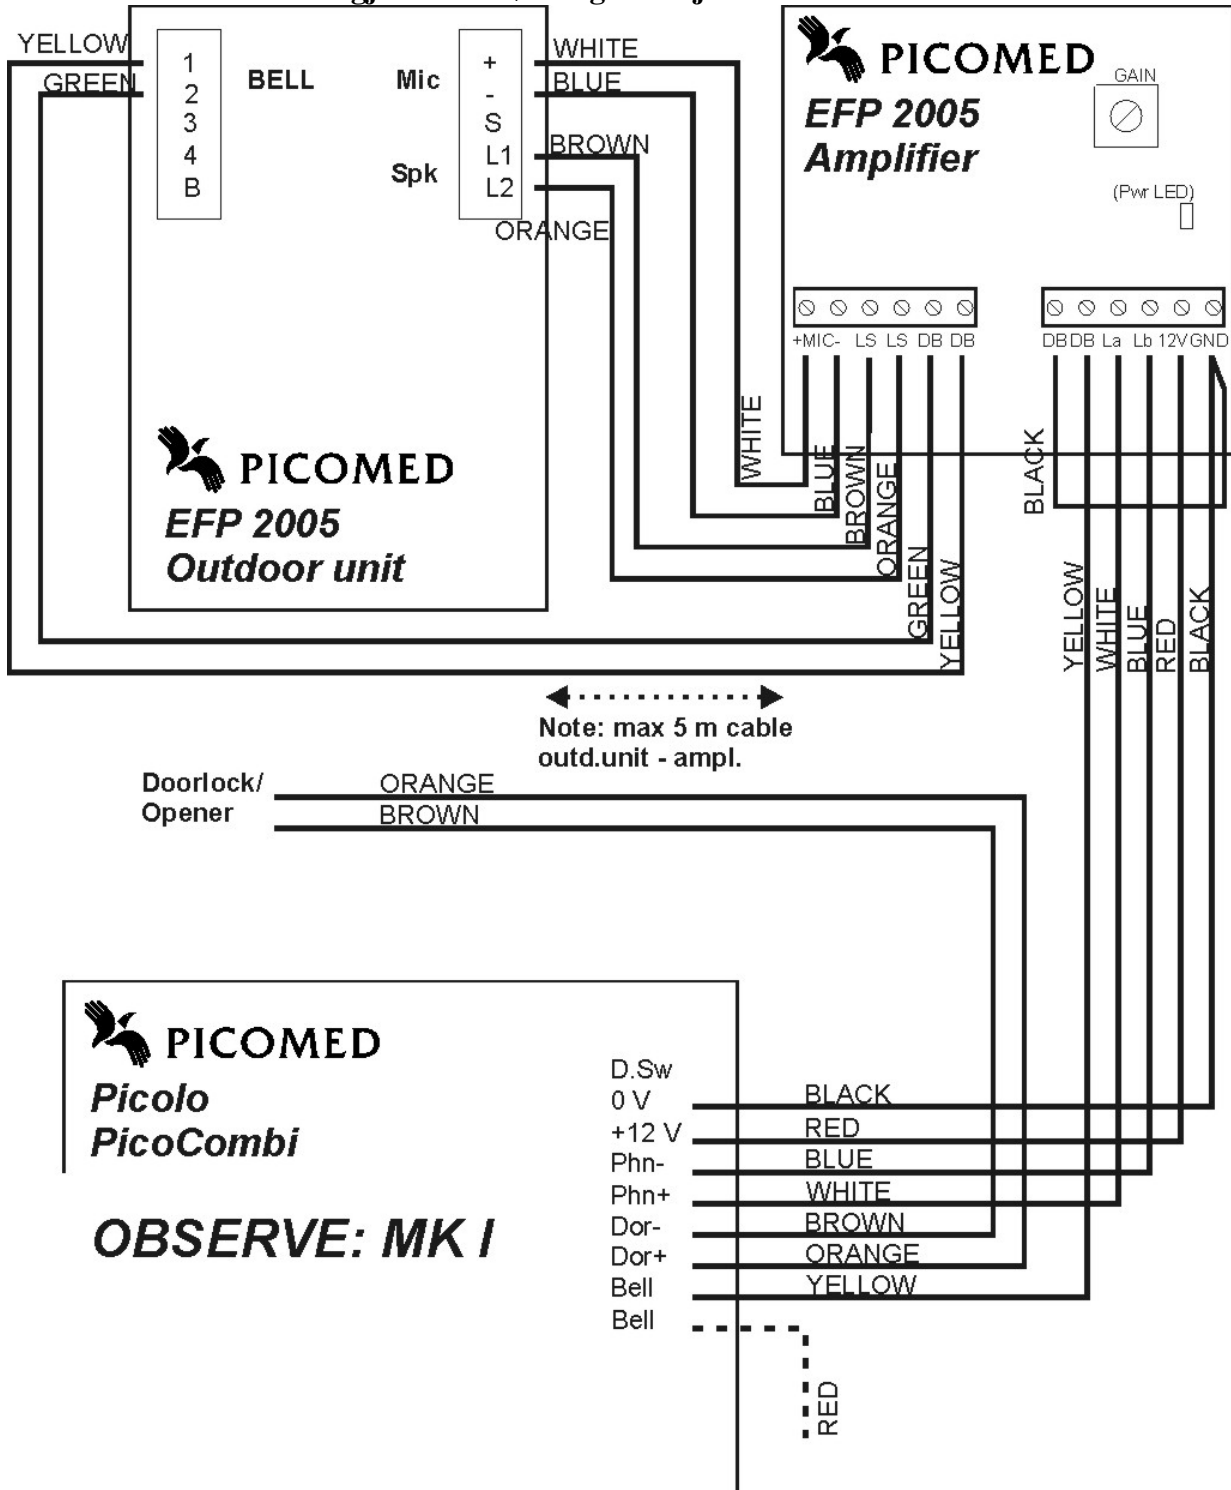 YELLOW
GREEN
1
2
3
4
B
BELL
Mic
Spk
+
-
S
L1
L2
WHITE
BLUE
BROWN
ORANGE
PICOMED
EFP 2005
Outdoor unit
PICOMED
EFP 2005
Amplifier
GAIN
(Pwr LED)
+MIC- LS LS DB DB
DB DB La Lb 12V GND
WHITE
BLUE
BROWN
ORANGE
GREEN
YELLOW
BLACK
YELLOW
WHITE
BLUE
RED
BLACK
Note: max 5 m cable
outd.unit - ampl.
Doorlock/
Opener
ORANGE
BROWN
PICOMED
Picolo
PicoCombi
OBSERVE: MK I
D.Sw
0 V BLACK
+12 V RED
Phn- BLUE
Phn+ WHITE
Dor- BROWN
Dor+ ORANGE
Bell YELLOW
Bell
RED